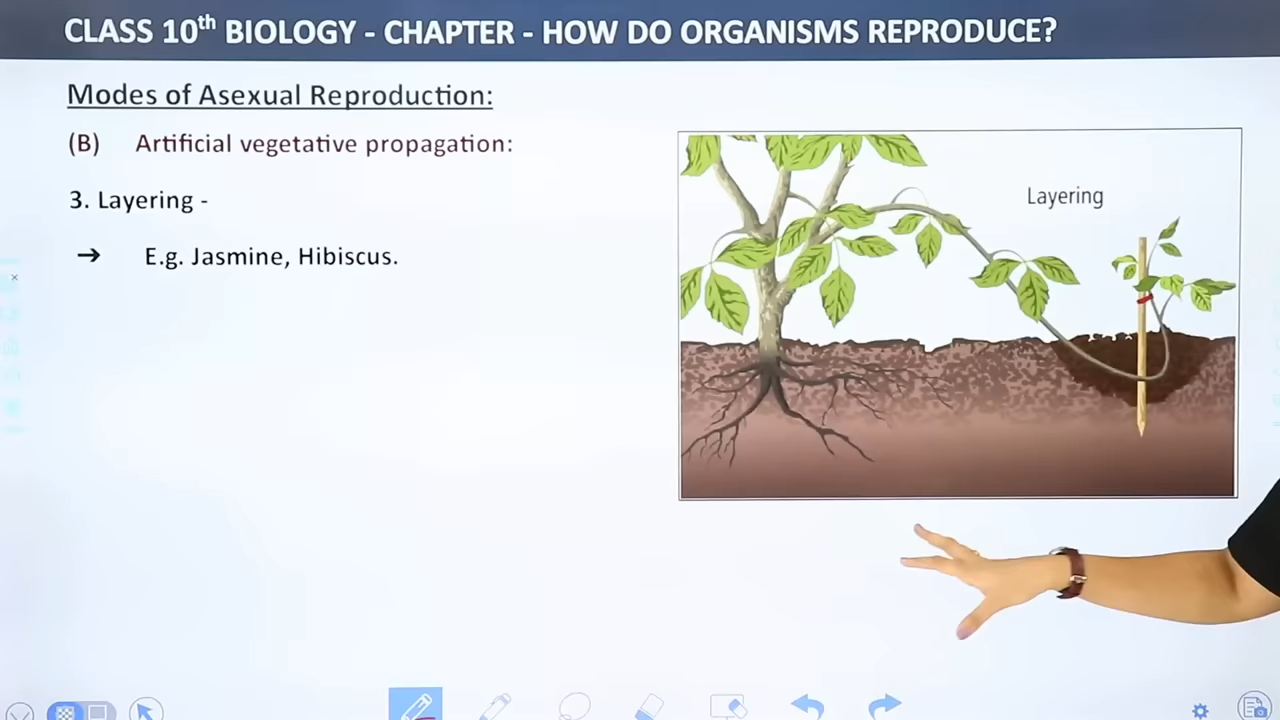 CLASS 10th BIOLOGY - CHAPTER - HOW DO ORGANISMS REPRODUCE?
Modes of Asexual Reproduction:
(B) Artificial vegetative propagation:
3. Layering -
➔ E.g. Jasmine, Hibiscus.
Layering